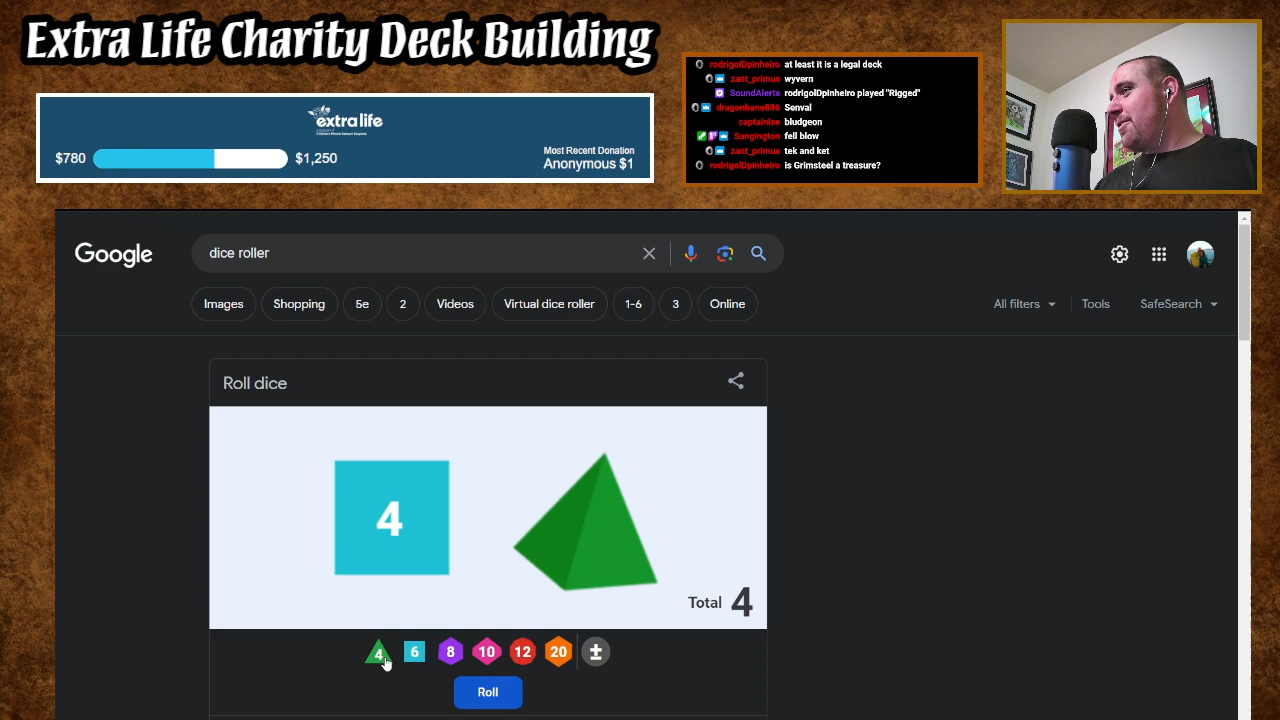 Extra Life Charity Deck Building
extralife
$780
$1,250
Most Recent Donation
Anonymous $1
rodrigolDpinheiro at least it is a legal deck
zant_primus wyvern
SoundAlerts rodrigolDpinheiro played "Rigged"
dragonbane886 Senval
captainise bludgeon
Sangington fell blow
zant_primus tek and ket
rodrigolDpinheiro is Grimsteel a treasure?
Google
dice roller
Images
Shopping
5e
2
Videos
Virtual dice roller
1-6
3
Online
All filters
Tools
SafeSearch
Roll dice
4
Total 4
4
6
8
10
12
20
±
Roll